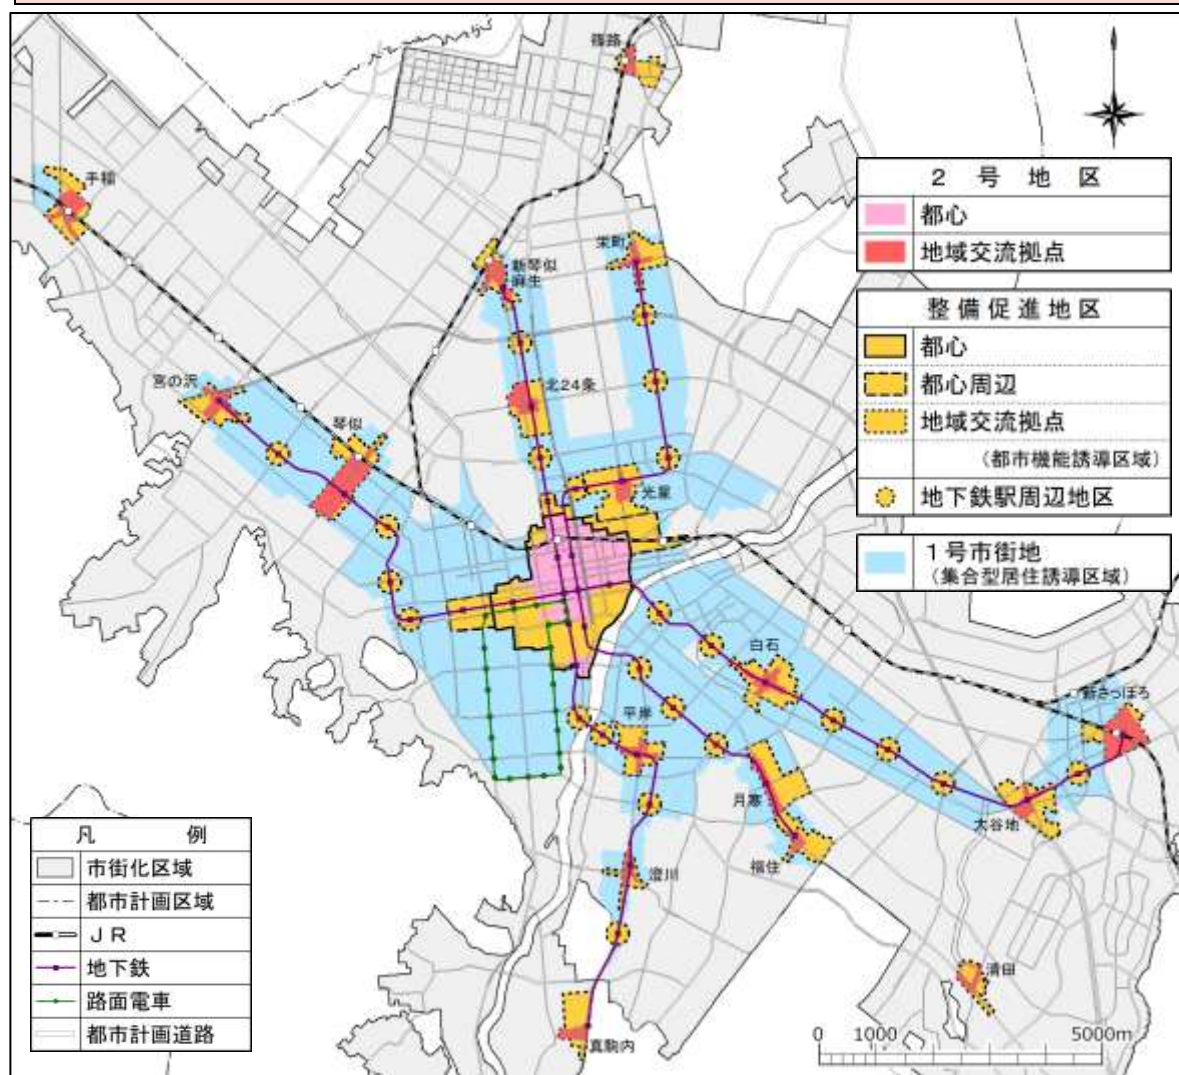 篠路
手稲
新琴似
麻生
栄町
宮の沢
北24条
琴似
光星
白石
新さっぽろ
平岸
月寒
大谷地
福住
澄川
清田
真駒内
2号地区
都心
地域交流拠点
整備促進地区
都心
都心周辺
地域交流拠点
(都市機能誘導区域)
地下鉄駅周辺地区
1号市街地
(集合型居住誘導区域)
凡例
市街化区域
都市計画区域
JR
地下鉄
路面電車
都市計画道路
0 1000 5000m